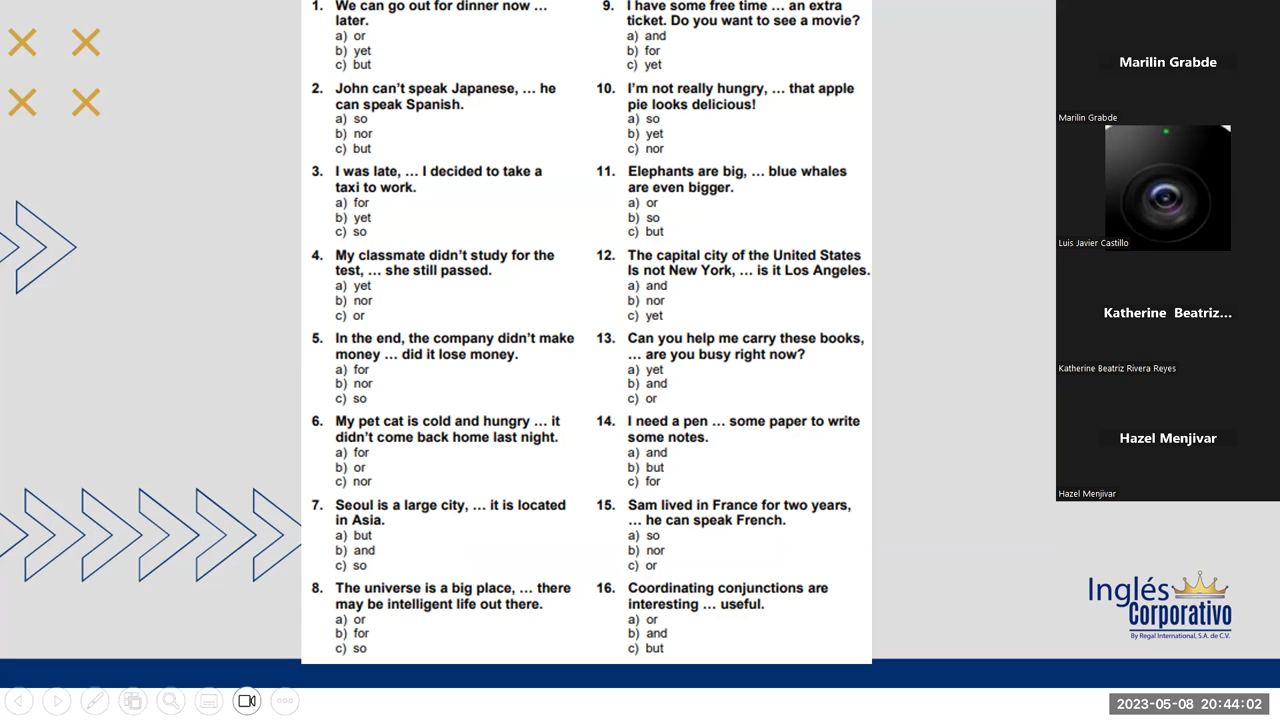 1. We can go out for dinner now …
later.
a) or
b) yet
c) but
2. John can’t speak Japanese, … he
can speak Spanish.
a) so
b) nor
c) but
3. I was late, … I decided to take a
taxi to work.
a) for
b) yet
c) so
4. My classmate didn’t study for the
test, … she still passed.
a) yet
b) nor
c) or
5. In the end, the company didn’t make
money … did it lose money.
a) for
b) nor
c) so
6. My pet cat is cold and hungry … it
didn’t come back home last night.
a) for
b) or
c) nor
7. Seoul is a large city, … it is located
in Asia.
a) but
b) and
c) so
8. The universe is a big place, … there
may be intelligent life out there.
a) or
b) for
c) so
9. I have some free time … an extra
ticket. Do you want to see a movie?
a) and
b) for
c) yet
10. I’m not really hungry, … that apple
pie looks delicious!
a) so
b) yet
c) nor
11. Elephants are big, … blue whales
are even bigger.
a) or
b) so
c) but
12. The capital city of the United States
Is not New York, … is it Los Angeles.
a) and
b) nor
c) yet
13. Can you help me carry these books,
… are you busy right now?
a) yet
b) and
c) or
14. I need a pen … some paper to write
some notes.
a) and
b) but
c) for
15. Sam lived in France for two years,
… he can speak French.
a) so
b) nor
c) or
16. Coordinating conjunctions are
interesting … useful.
a) or
b) and
c) but
Marilin Grabde
Marilin Grabde
Luis Javier Castillo
Katherine Beatriz...
Katherine Beatriz Rivera Reyes
Hazel Menjivar
Hazel Menjivar
Inglés
Corporativo
By Regal International, S.A. de C.V.
2023-05-08 20:44:02